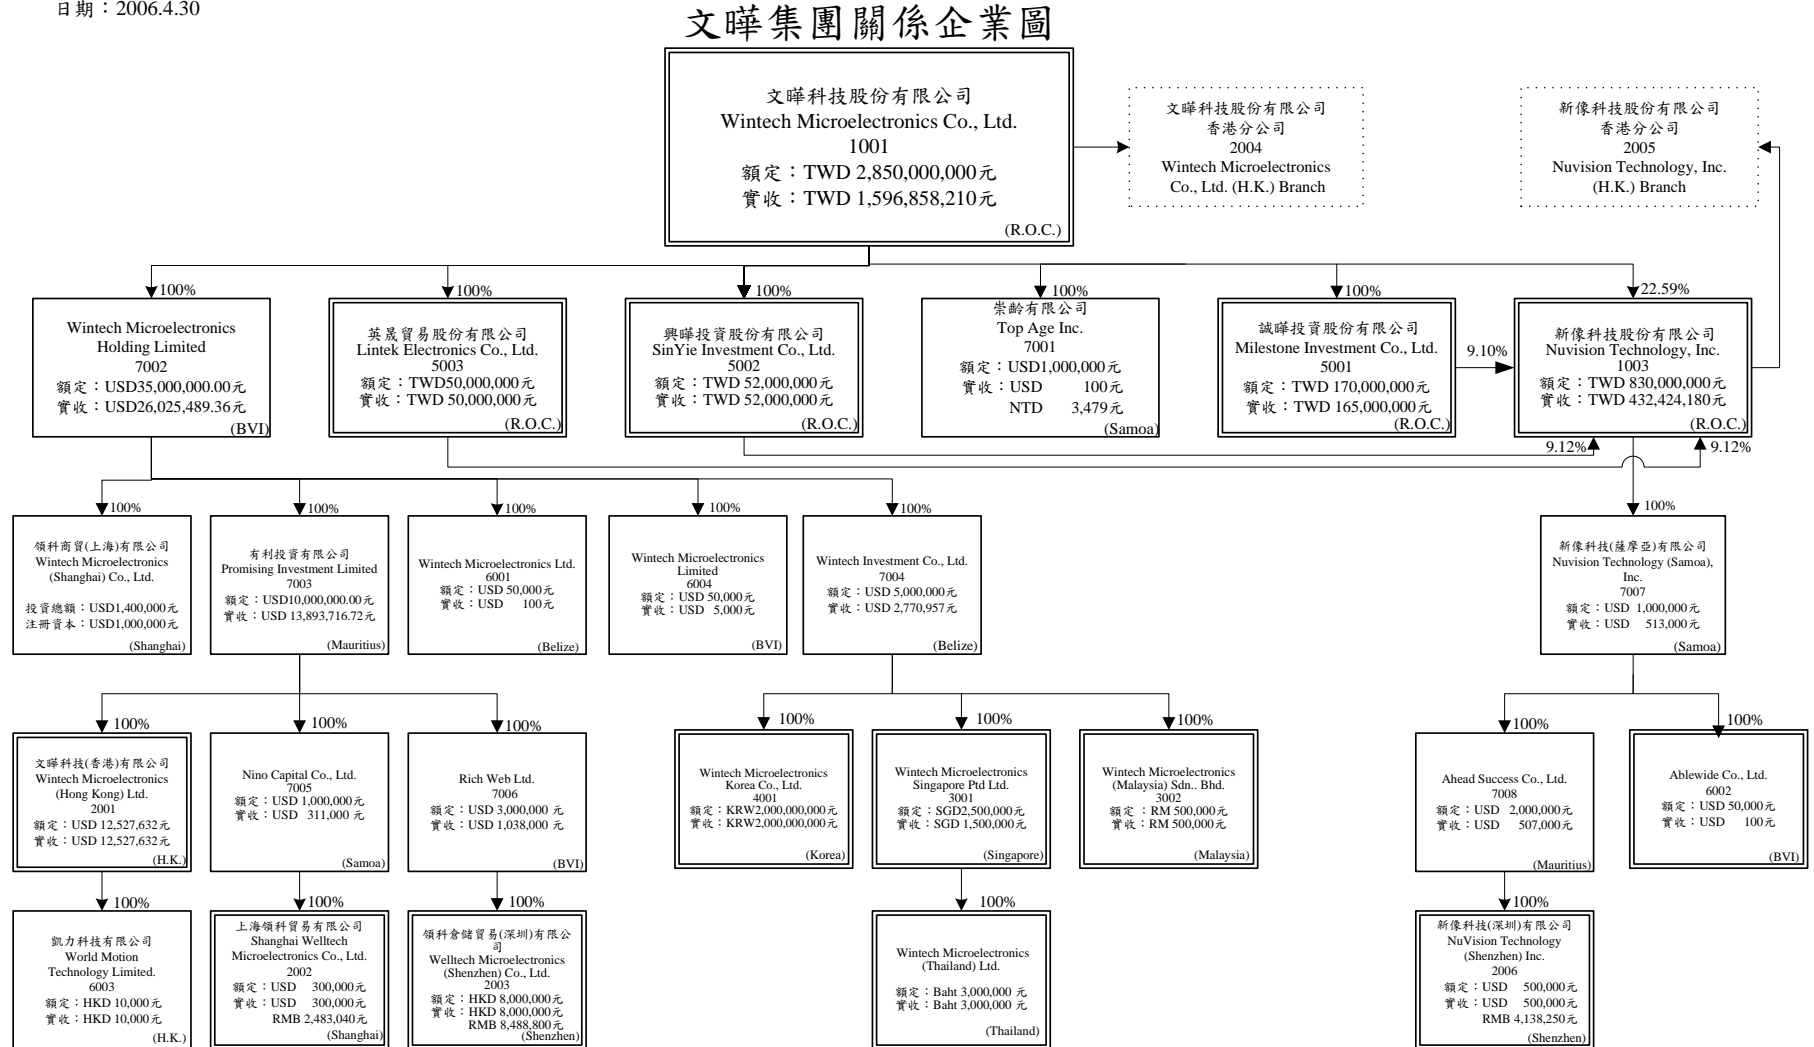 日期：2006.4.30
文曄集團關係企業圖
文曄科技股份有限公司
Wintech Microelectronics Co., Ltd.
1001
額定：TWD 2,850,000,000元
實收：TWD 1,596,858,210元
(R.O.C.)
文曄科技股份有限公司
香港分公司
2004
Wintech Microelectronics
Co., Ltd. (H.K.) Branch
新像科技股份有限公司
香港分公司
2005
Nuvision Technology, Inc.
(H.K.) Branch
100%
Wintech Microelectronics
Holding Limited
7002
額定：USD35,000,000.00元
實收：USD26,025,489.36元
(BVI)
100%
英晟貿易股份有限公司
Lintek Electronics Co., Ltd.
5003
額定：TWD50,000,000元
實收：TWD 50,000,000元
(R.O.C.)
100%
興曄投資股份有限公司
SinYie Investment Co., Ltd.
5002
額定：TWD 52,000,000元
實收：TWD 52,000,000元
(R.O.C.)
100%
崇齡有限公司
Top Age Inc.
7001
額定：USD1,000,000元
實收：USD 100元
NTD 3,479元
(Samoa)
100%
誠曄投資股份有限公司
Milestone Investment Co., Ltd.
5001
額定：TWD 170,000,000元
實收：TWD 165,000,000元
(R.O.C.)
9.10%
22.59%
新像科技股份有限公司
Nuvision Technology, Inc.
1003
額定：TWD 830,000,000元
實收：TWD 432,424,180元
(R.O.C.)
9.12%
9.12%
100%
領科商貿(上海)有限公司
Wintech Microelectronics
(Shanghai) Co., Ltd.
投資總額：USD1,400,000元
注冊資本：USD1,000,000元
(Shanghai)
100%
有利投資有限公司
Promising Investment Limited
7003
額定：USD10,000,000.00元
實收：USD 13,893,716.72元
(Mauritius)
100%
Wintech Microelectronics Ltd.
6001
額定：USD 50,000元
實收：USD 100元
(Belize)
100%
Wintech Microelectronics
Limited
6004
額定：USD 50,000元
實收：USD 5,000元
(BVI)
100%
Wintech Investment Co., Ltd.
7004
額定：USD 5,000,000元
實收：USD 2,770,957元
(Belize)
100%
新像科技(薩摩亞)有限公司
Nuvision Technology (Samoa),
Inc.
7007
額定：USD 1,000,000元
實收：USD 513,000元
(Samoa)
100%
文曄科技(香港)有限公司
Wintech Microelectronics
(Hong Kong) Ltd.
2001
額定：USD 12,527,632元
實收：USD 12,527,632元
(H.K.)
100%
Nino Capital Co., Ltd.
7005
額定：USD 1,000,000元
實收：USD 311,000 元
(Samoa)
100%
Rich Web Ltd.
7006
額定：USD 3,000,000 元
實收：USD 1,038,000 元
(BVI)
100%
Wintech Microelectronics
Korea Co., Ltd.
4001
額定：KRW2,000,000,000元
實收：KRW2,000,000,000元
(Korea)
100%
Wintech Microelectronics
Singapore Ptd Ltd.
3001
額定：SGD2,500,000元
實收：SGD 1,500,000元
(Singapore)
100%
Wintech Microelectronics
(Malaysia) Sdn.. Bhd.
3002
額定：RM 500,000元
實收：RM 500,000元
(Malaysia)
100%
Ahead Success Co., Ltd.
7008
額定：USD 2,000,000元
實收：USD 507,000元
(Mauritius)
100%
Ablewide Co., Ltd.
6002
額定：USD 50,000元
實收：USD 100元
(BVI)
100%
凱力科技有限公司
World Motion
Technology Limited.
6003
額定：HKD 10,000元
實收：HKD 10,000元
(H.K.)
100%
上海領科貿易有限公司
Shanghai Welltech
Microelectronics Co., Ltd.
2002
額定：USD 300,000元
實收：USD 300,000元
RMB 2,483,040元
(Shanghai)
100%
領科倉儲貿易(深圳)有限公
司
Welltech Microelectronics
(Shenzhen) Co., Ltd.
2003
額定：HKD 8,000,000元
實收：HKD 8,000,000元
RMB 8,488,800元
(Shenzhen)
100%
Wintech Microelectronics
(Thailand) Ltd.
額定：Baht 3,000,000 元
實收：Baht 3,000,000 元
(Thailand)
100%
新像科技(深圳)有限公司
NuVision Technology
(Shenzhen) Inc.
2006
額定：USD 500,000元
實收：USD 500,000元
RMB 4,138,250元
(Shenzhen)